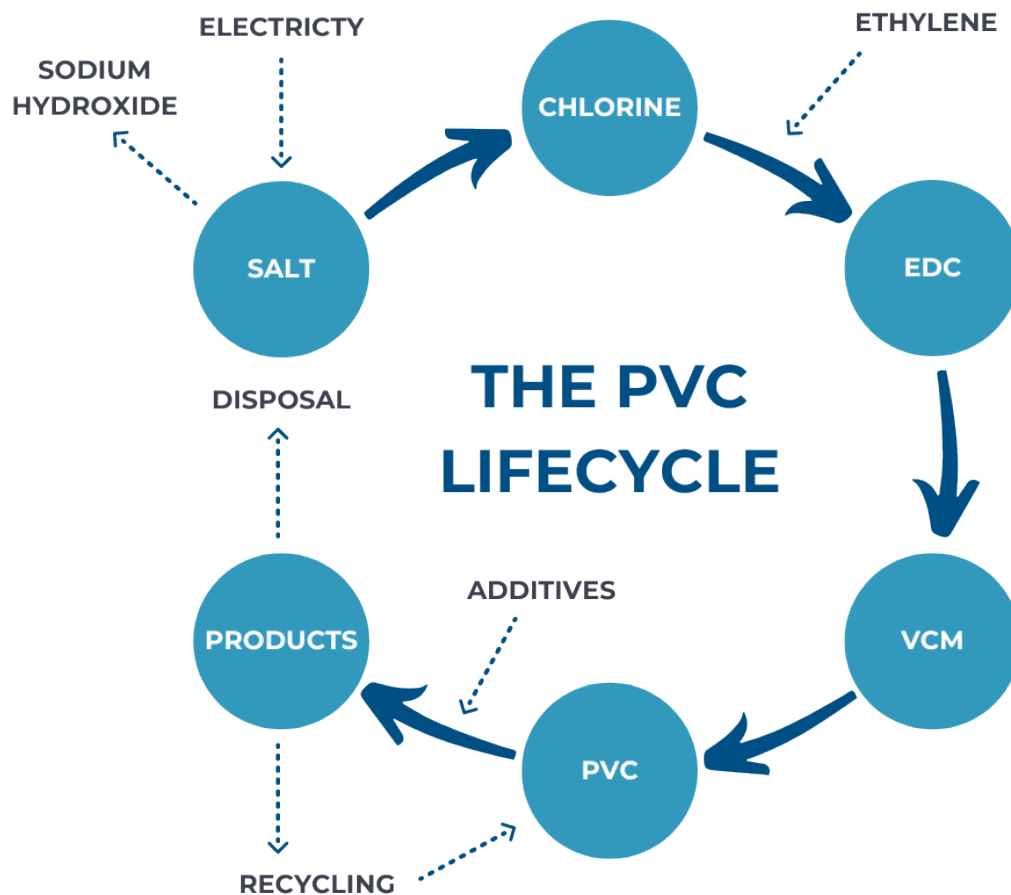 ELECTRICTY
ETHYLENE
SODIUM
HYDROXIDE
CHLORINE
SALT
EDC
THE PVC
LIFECYCLE
DISPOSAL
ADDITIVES
PRODUCTS
VCM
PVC
RECYCLING